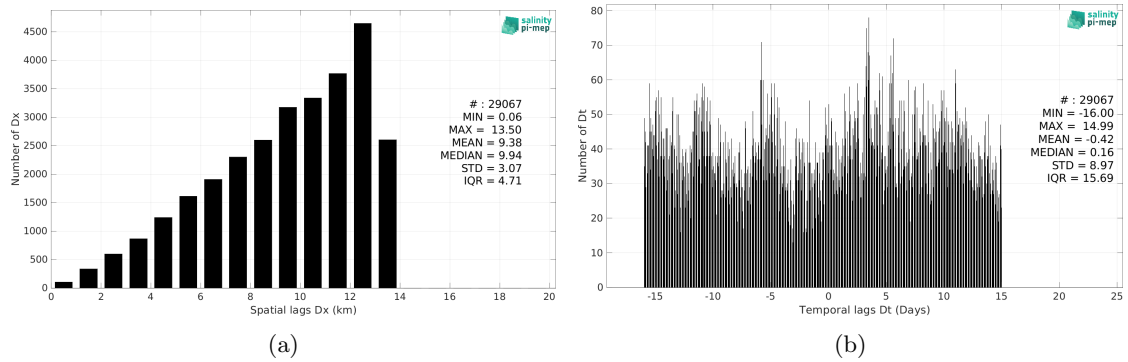 salinity
pi-mep
4500
4000
3500
3000
2500
2000
1500
1000
500
0
Number of Dx
# : 29067
MIN = 0.06
MAX = 13.50
MEAN = 9.38
MEDIAN = 9.94
STD = 3.07
IQR = 4.71
0 2 4 6 8 10 12 14 16 18 20
Spatial lags Dx (km)
(a)
salinity
pi-mep
80
70
60
50
40
30
20
10
0
Number of Dt
# : 29067
MIN = -16.00
MAX = 14.99
MEAN = -0.42
MEDIAN = 0.16
STD = 8.97
IQR = 15.69
-15 -10 -5 0 5 10 15 20 25
Temporal lags Dt (Days)
(b)